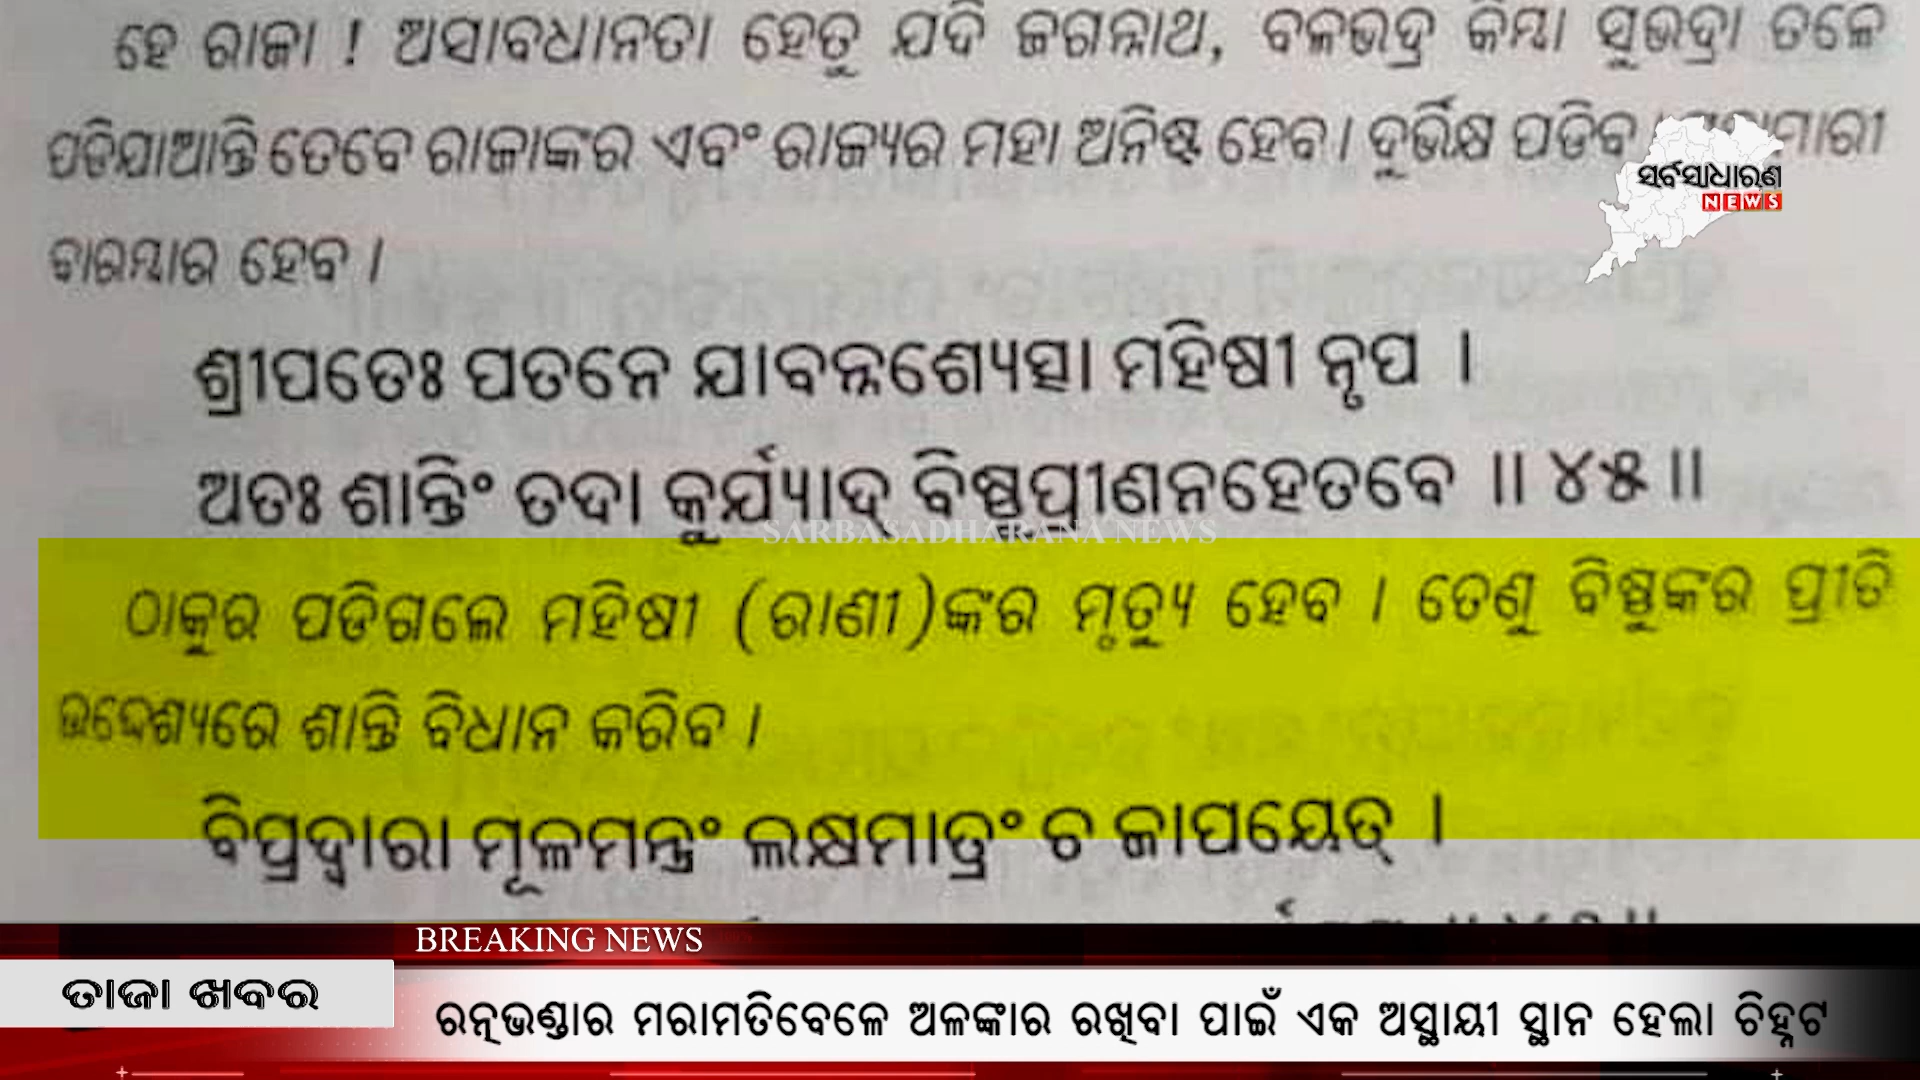 ହେ ରାଜା ! ଅସାବଧାନତା ହେତୁ ଯଦି ଜଗନ୍ନାଥ, ବଳଭଦ୍ର କିମ୍ବା ସୁଭଦ୍ରା ତଳେ
ପଡିଯାଆନ୍ତି ତେବେ ରାଜାଙ୍କର ଏବଂ ରାଜ୍ୟର ମହା ଅନିଷ୍ଟ ହେବ । ଦୁର୍ଭିକ୍ଷ ପଡିବ ।
ସର୍ବସାଧାରଣ
NEWS
ବାରମ୍ବାର ହେବ ।
ଶ୍ରୀପତେଃ ପତନେ ଯାବନ୍ନଶ୍ୟେତ୍ସା ମହିଷୀ ନୃପ ।
ଅତଃ ଶାନ୍ତିଂ ତଦା କୁର୍ଯ୍ୟାଦ୍ ବିଷ୍ଣୁପ୍ରୀଣନହେତବେ ॥ ୪୫ ॥
SARBASADHARANA NEWS
ଠାକୁର ପଡିଗଲେ ମହିଷୀ (ରାଣୀ)ଙ୍କର ମୃତ୍ୟୁ ହେବ । ତେଣୁ ବିଷ୍ଣୁଙ୍କର ପ୍ରୀତି
ଉଦ୍ଦେଶ୍ୟରେ ଶାନ୍ତି ବିଧାନ କରିବ ।
ବିପ୍ରଦ୍ୱାରା ମୂଳମନ୍ତ୍ରଂ ଲକ୍ଷମାତ୍ରଂ ଚ ଜାପୟେତ୍ ।
BREAKING NEWS
ତାଜା ଖବର
ରତ୍ନଭଣ୍ଡାର ମରାମତିବେଳେ ଅଳଙ୍କାର ରଖିବା ପାଇଁ ଏକ ଅସ୍ଥାୟୀ ସ୍ଥାନ ହେଲା ଚିହ୍ନଟ